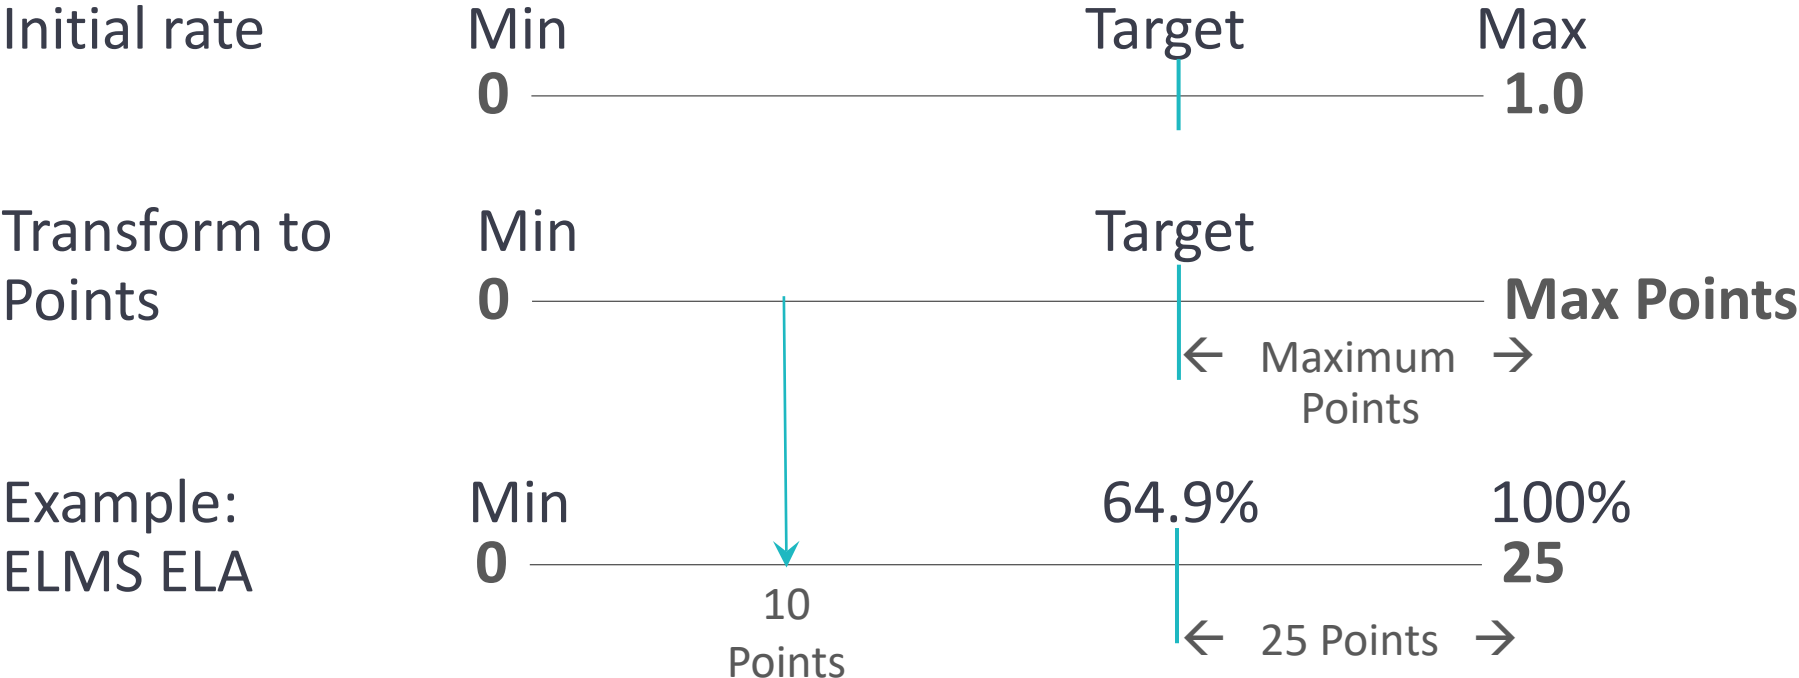 Initial rate Min Target Max
0 1.0
Transform to Min Target
Points 0 Max Points
← Maximum →
Points
Example: Min 64.9% 100%
ELMS ELA 0 25
10
Points
← 25 Points →